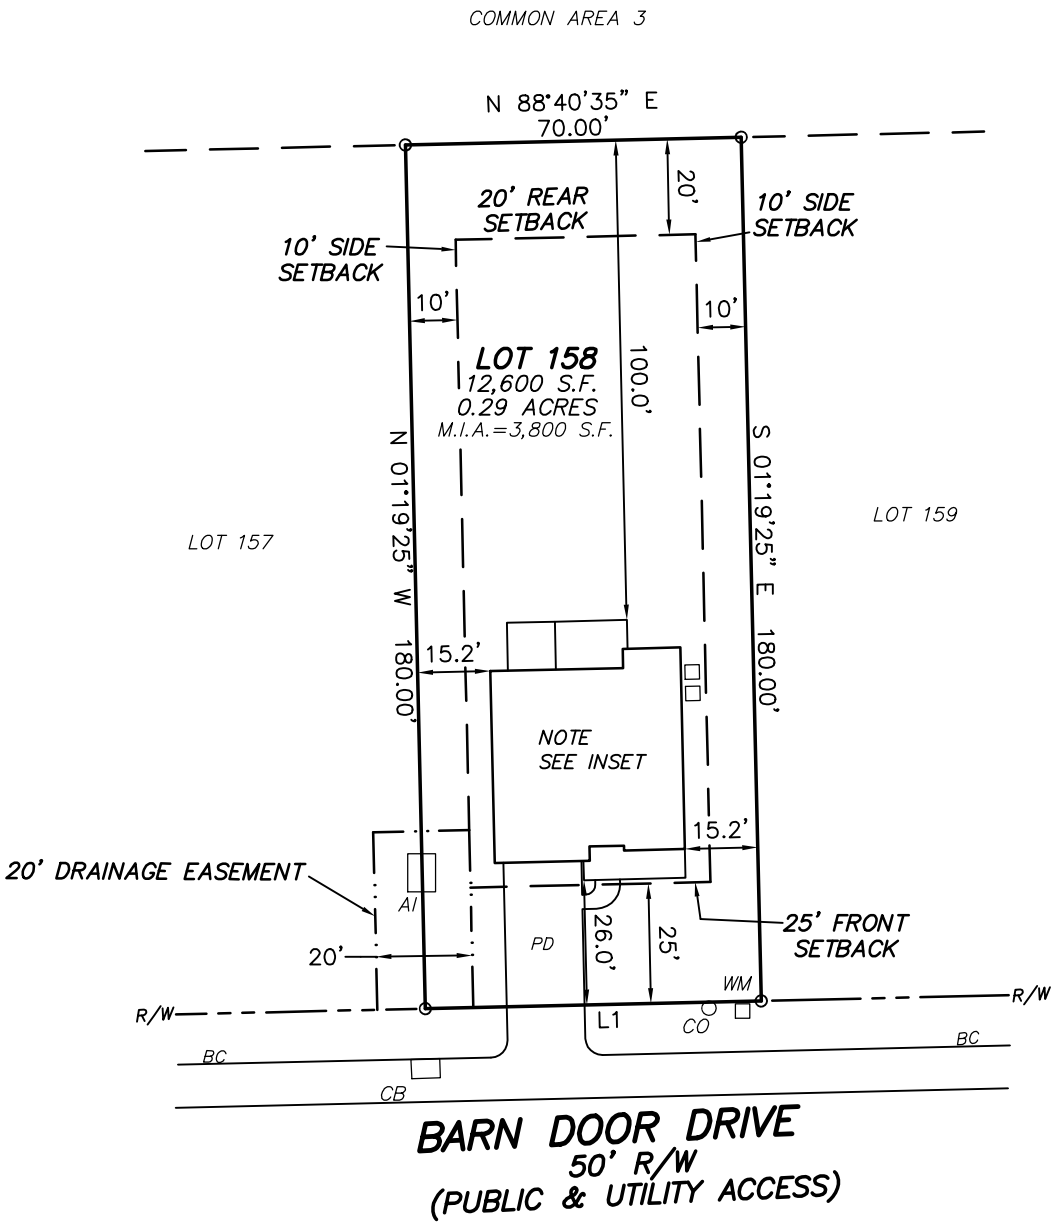 COMMON AREA 3
N 88°40'35" E
70.00'
20' REAR
SETBACK
20'
10' SIDE
SETBACK
10' SIDE
SETBACK
10'
10'
LOT 158
12,600 S.F.
0.29 ACRES
M.I.A.=3,800 S.F.
100.0'
N 01°19'25" W 180.00'
S 01°19'25" E 180.00'
LOT 157
LOT 159
15.2'
NOTE
SEE INSET
15.2'
20' DRAINAGE EASEMENT
AI
20'
PD
26.0'
25'
25' FRONT
SETBACK
WM
R/W
R/W
L1
CO
BC
BC
CB
BARN DOOR DRIVE
50' R/W
(PUBLIC & UTILITY ACCESS)